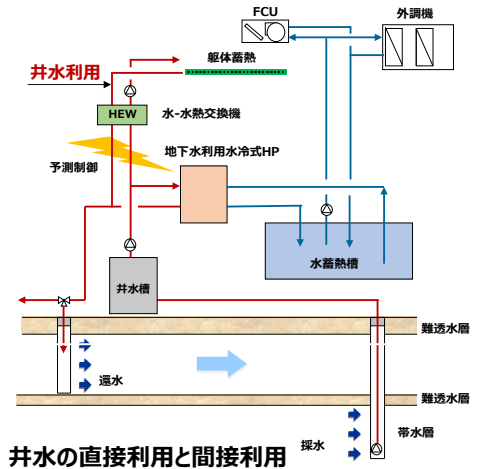 FCU
外調機
躯体蓄熱
井水利用
HEW
水-水熱交換機
地下水利用水冷式HP
予測制御
水蓄熱槽
井水槽
難透水層
還水
難透水層
採水
帯水層
井水の直接利用と間接利用